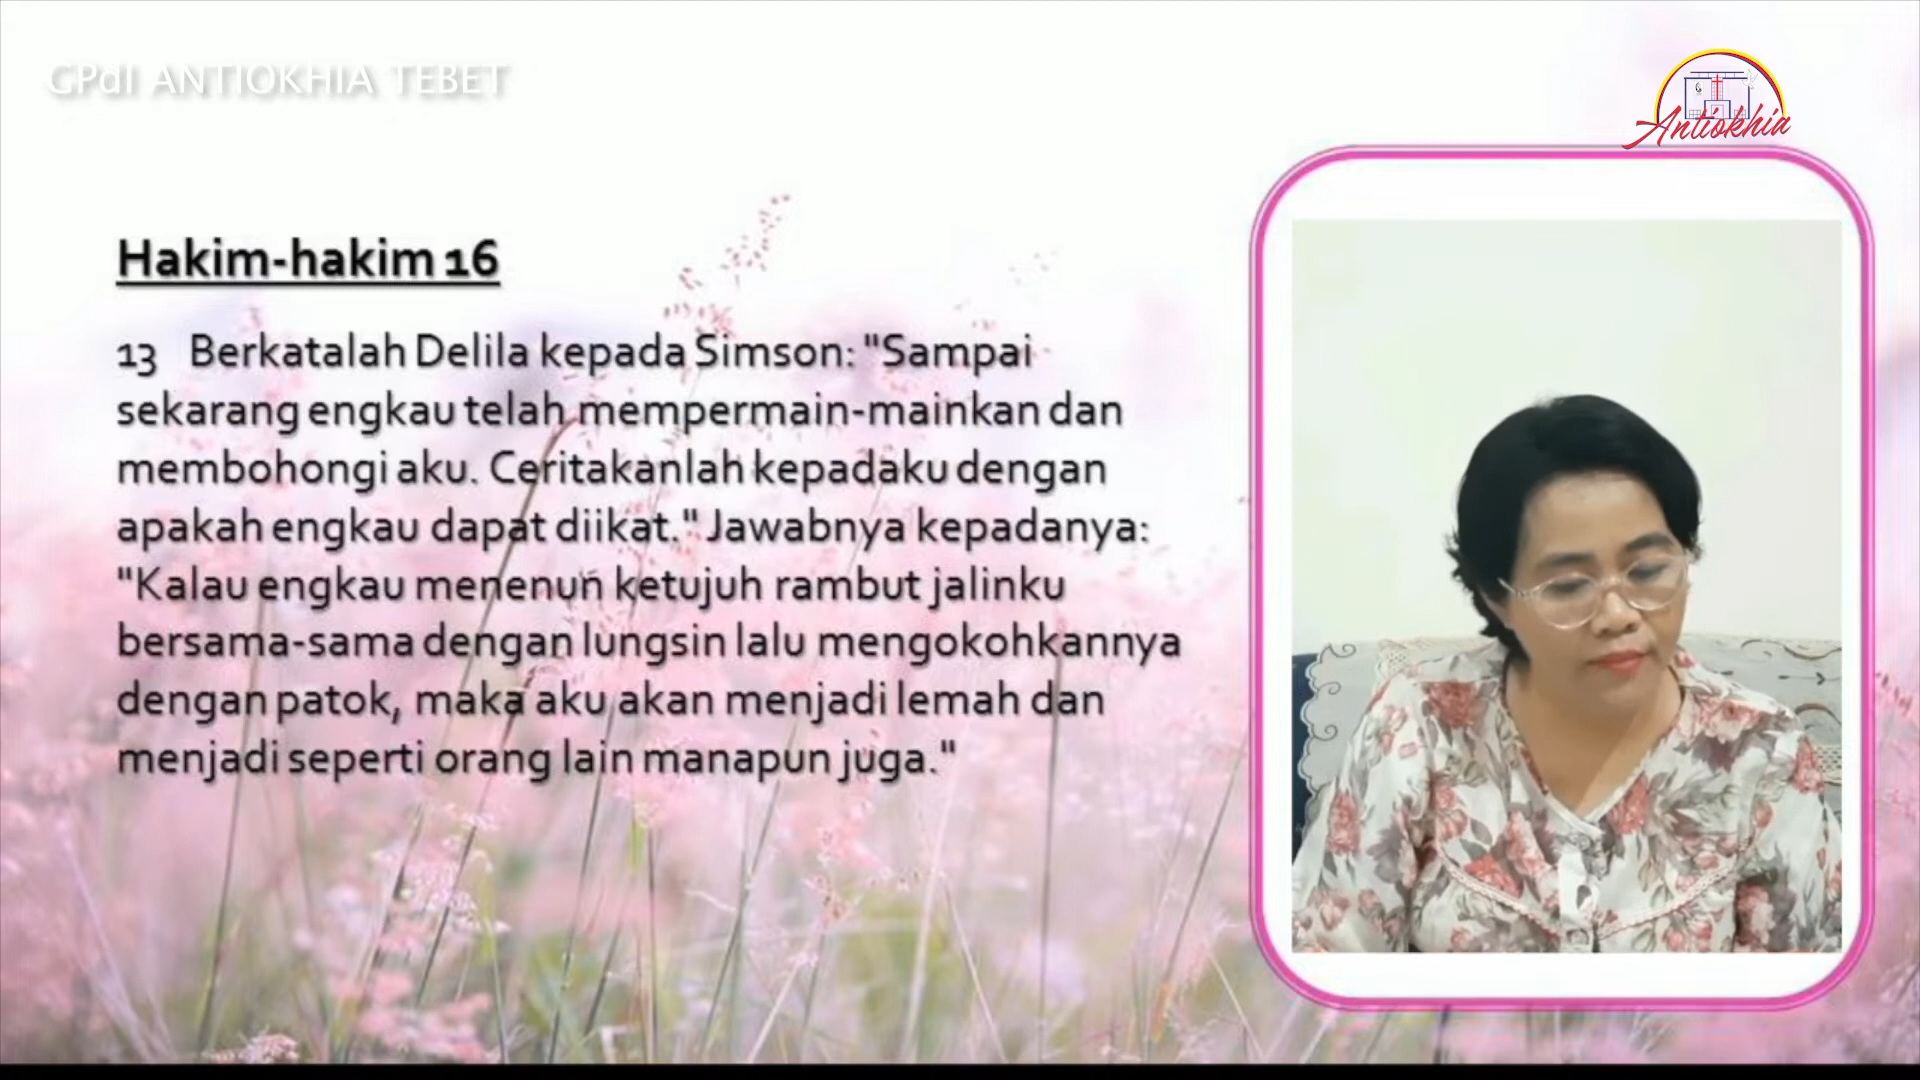 GPdI ANTIOKHIA TEBET
Antiokhia
Hakim-hakim 16
13 Berkatalah Delila kepada Simson: "Sampai
sekarang engkau telah mempermain-mainkan dan
membohongi aku. Ceritakanlah kepadaku dengan
apakah engkau dapat diikat." Jawabnya kepadanya:
"Kalau engkau menenun ketujuh rambut jalinku
bersama-sama dengan lungsin lalu mengokohkannya
dengan patok, maka aku akan menjadi lemah dan
menjadi seperti orang lain manapun juga."